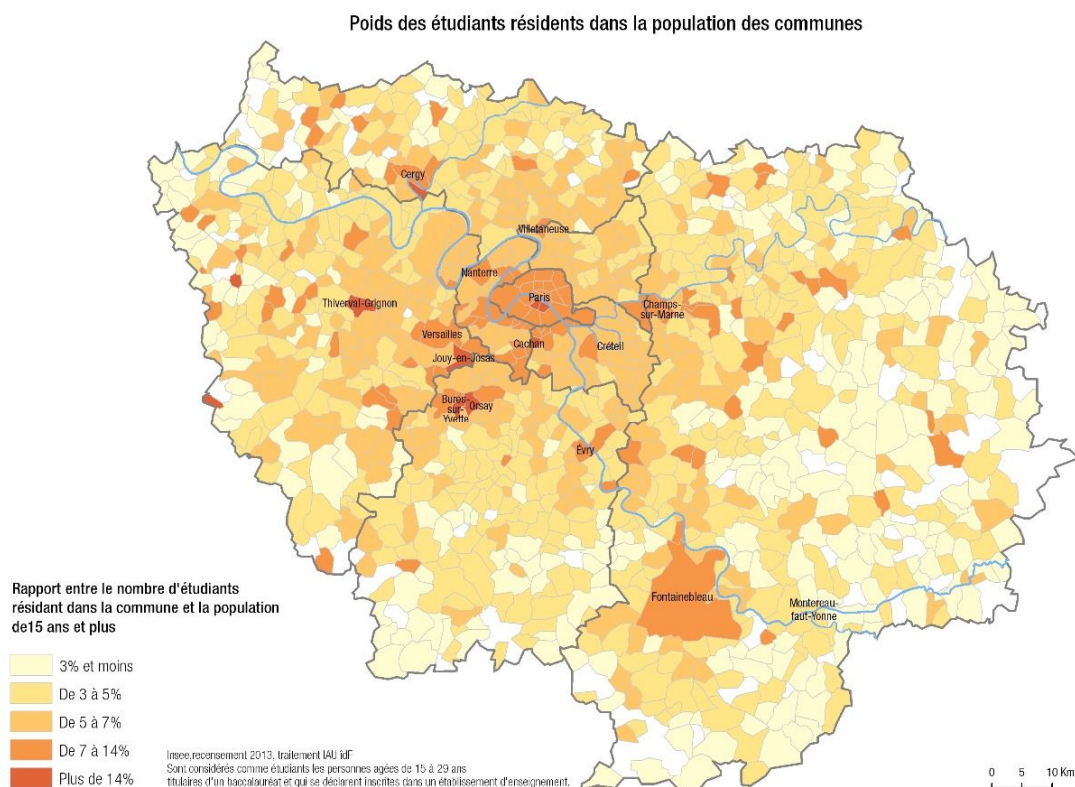 Poids des étudiants résidents dans la population des communes
Cergy
Villetaneuse
Nanterre
Paris
Thiverval-Grignon
Champs-
sur-Marne
Versailles
Cachan
Créteil
Jouy-en-Josas
Bures-
sur-
Yvette
Orsay
Évry
Fontainebleau
Montereau-
faut-Yonne
Rapport entre le nombre d'étudiants
résidant dans la commune et la population
de15 ans et plus
3% et moins
De 3 à 5%
De 5 à 7%
De 7 à 14%
Plus de 14%
Insee,recensement 2013, traitement IAU îdF
Sont considérés comme étudiants les personnes agées de 15 à 29 ans
titulaires d'un baccalauréat et qui se déclarent inscrites dans un établissement d'enseignement.
0 5 10 Km